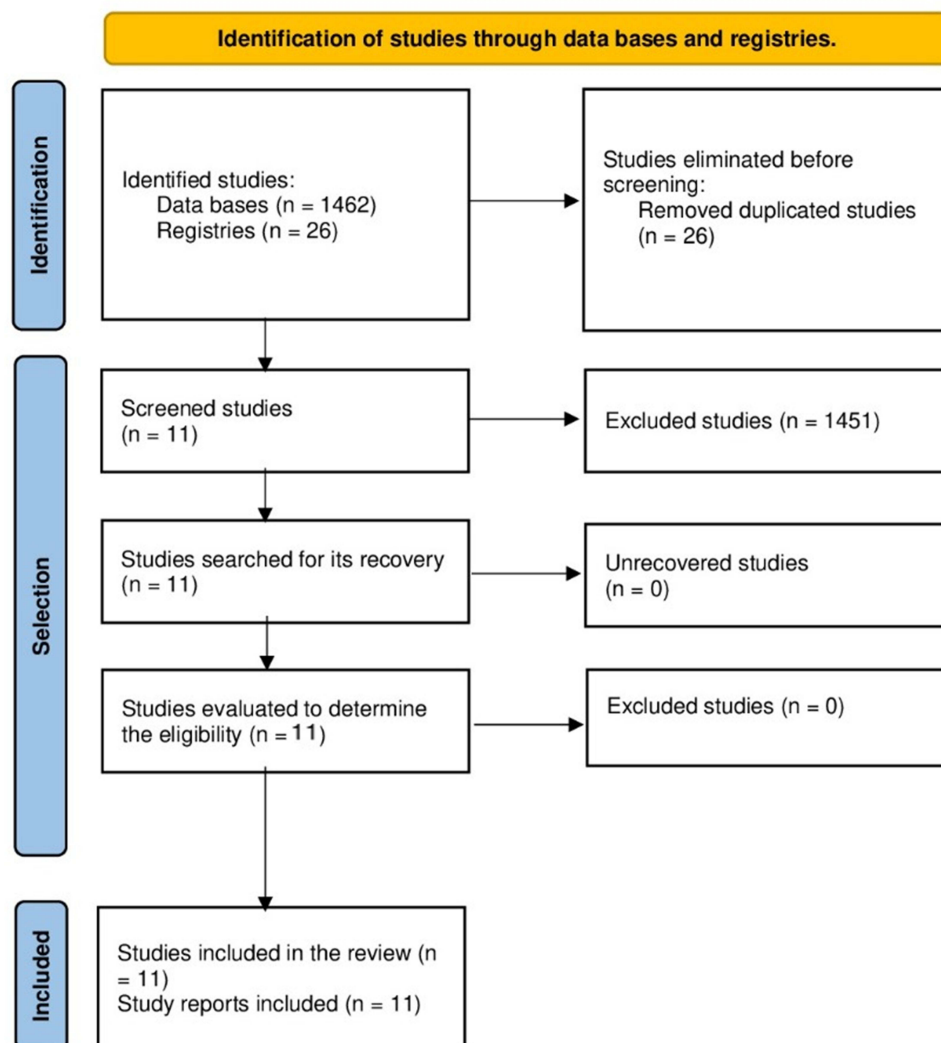 Identification of studies through data bases and registries.
Identification
Identified studies:
Data bases (n = 1462)
Registries (n = 26)
Studies eliminated before
screening:
Removed duplicated studies
(n = 26)
Selection
Screened studies
(n = 11)
Excluded studies (n = 1451)
Studies searched for its recovery
(n = 11)
Unrecovered studies
(n = 0)
Studies evaluated to determine
the eligibility (n = 11)
Excluded studies (n = 0)
Included
Studies included in the review (n
= 11)
Study reports included (n = 11)